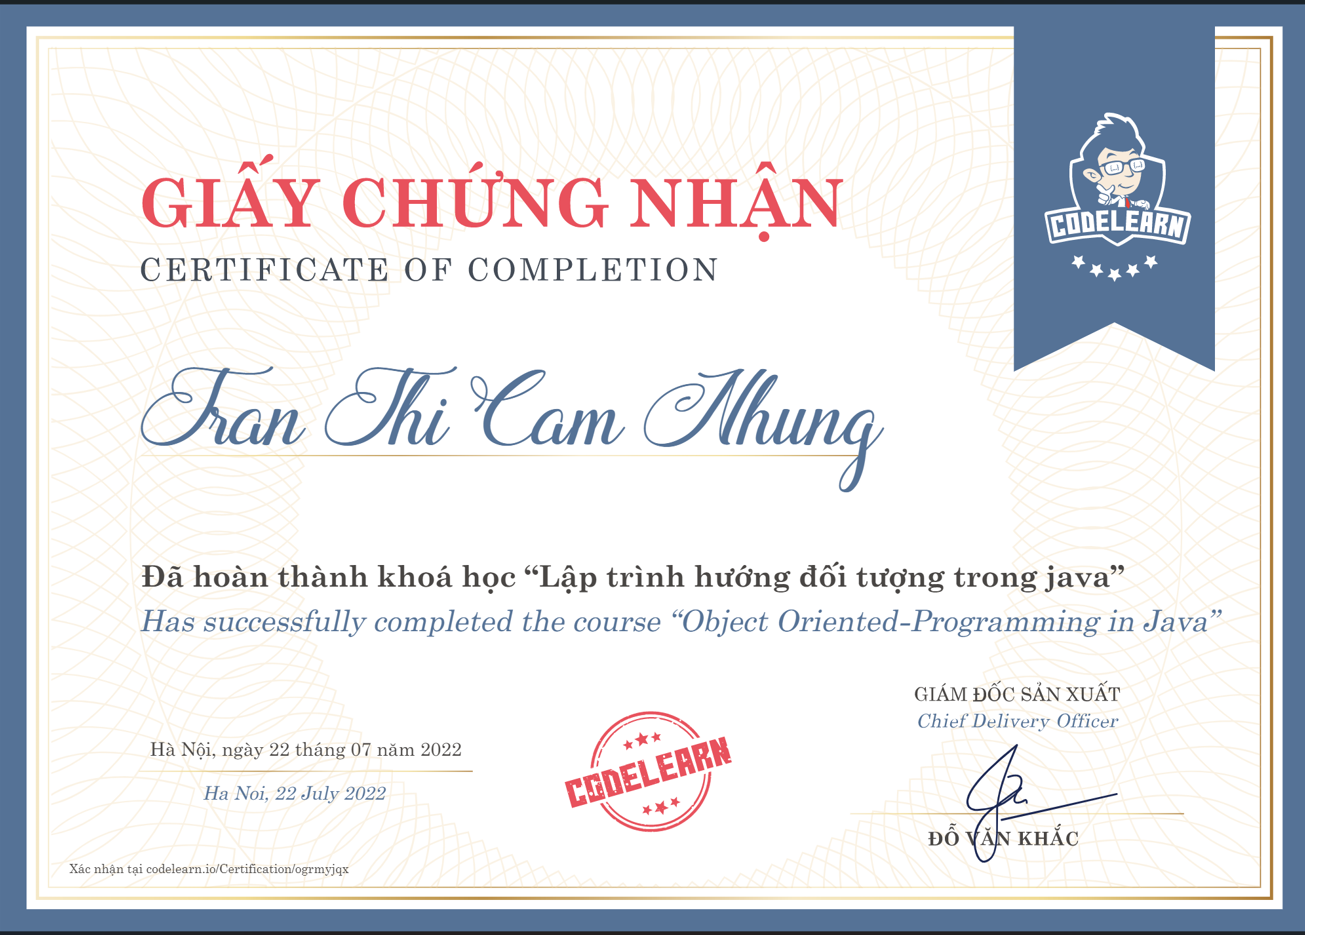 GIẤY CHỨNG NHẬN
CERTIFICATE OF COMPLETION
CODELEARN
Tran Thi Cam Nhung
Đã hoàn thành khoá học “Lập trình hướng đối tượng trong java”
Has successfully completed the course “Object Oriented-Programming in Java”
GIÁM ĐỐC SẢN XUẤT
Chief Delivery Officer
Hà Nội, ngày 22 tháng 07 năm 2022
Ha Noi, 22 July 2022
CODELEARN
ĐỖ VĂN KHẮC
Xác nhận tại codelearn.io/Certification/ogrmyjqx